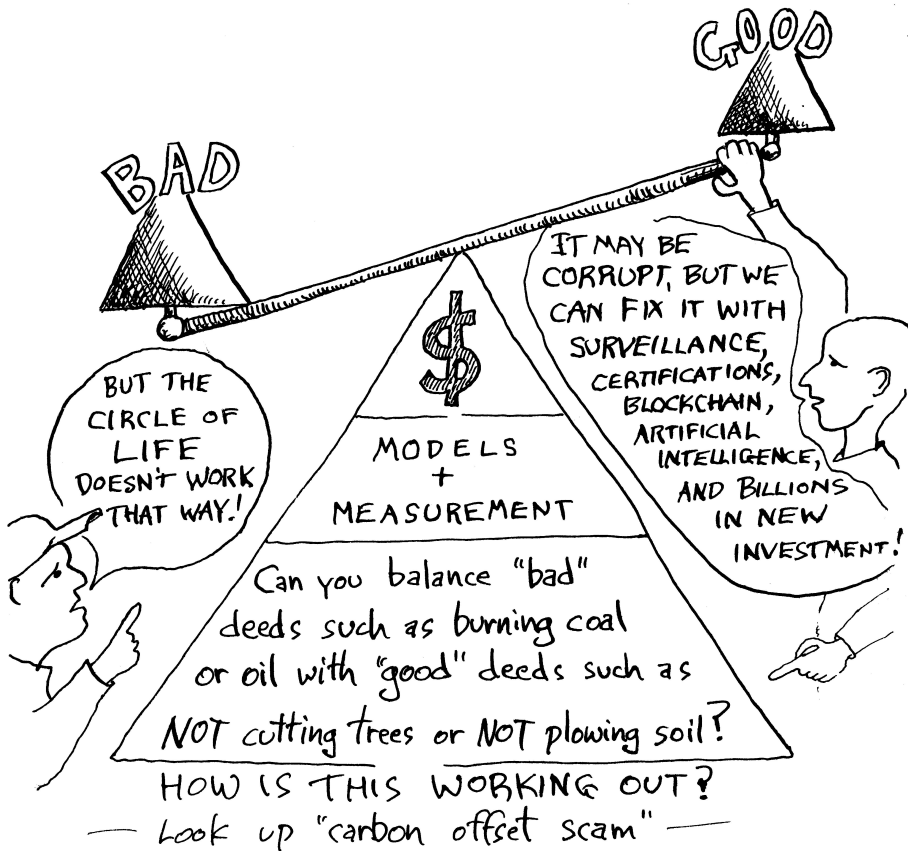 BAD
GOOD
IT MAY BE
CORRUPT, BUT WE
CAN FIX IT WITH
SURVEILLANCE,
CERTIFICATIONS,
BLOCKCHAIN,
ARTIFICIAL
INTELLIGENCE,
AND BILLIONS
IN NEW
INVESTMENT!
BUT THE
CIRCLE OF
LIFE
DOESN'T WORK
THAT WAY!
$
MODELS
+
MEASUREMENT
Can you balance "bad"
deeds such as burning coal
or oil with "good" deeds such as
NOT cutting trees or NOT plowing soil?
HOW IS THIS WORKING OUT?
— Look up "carbon offset scam" —